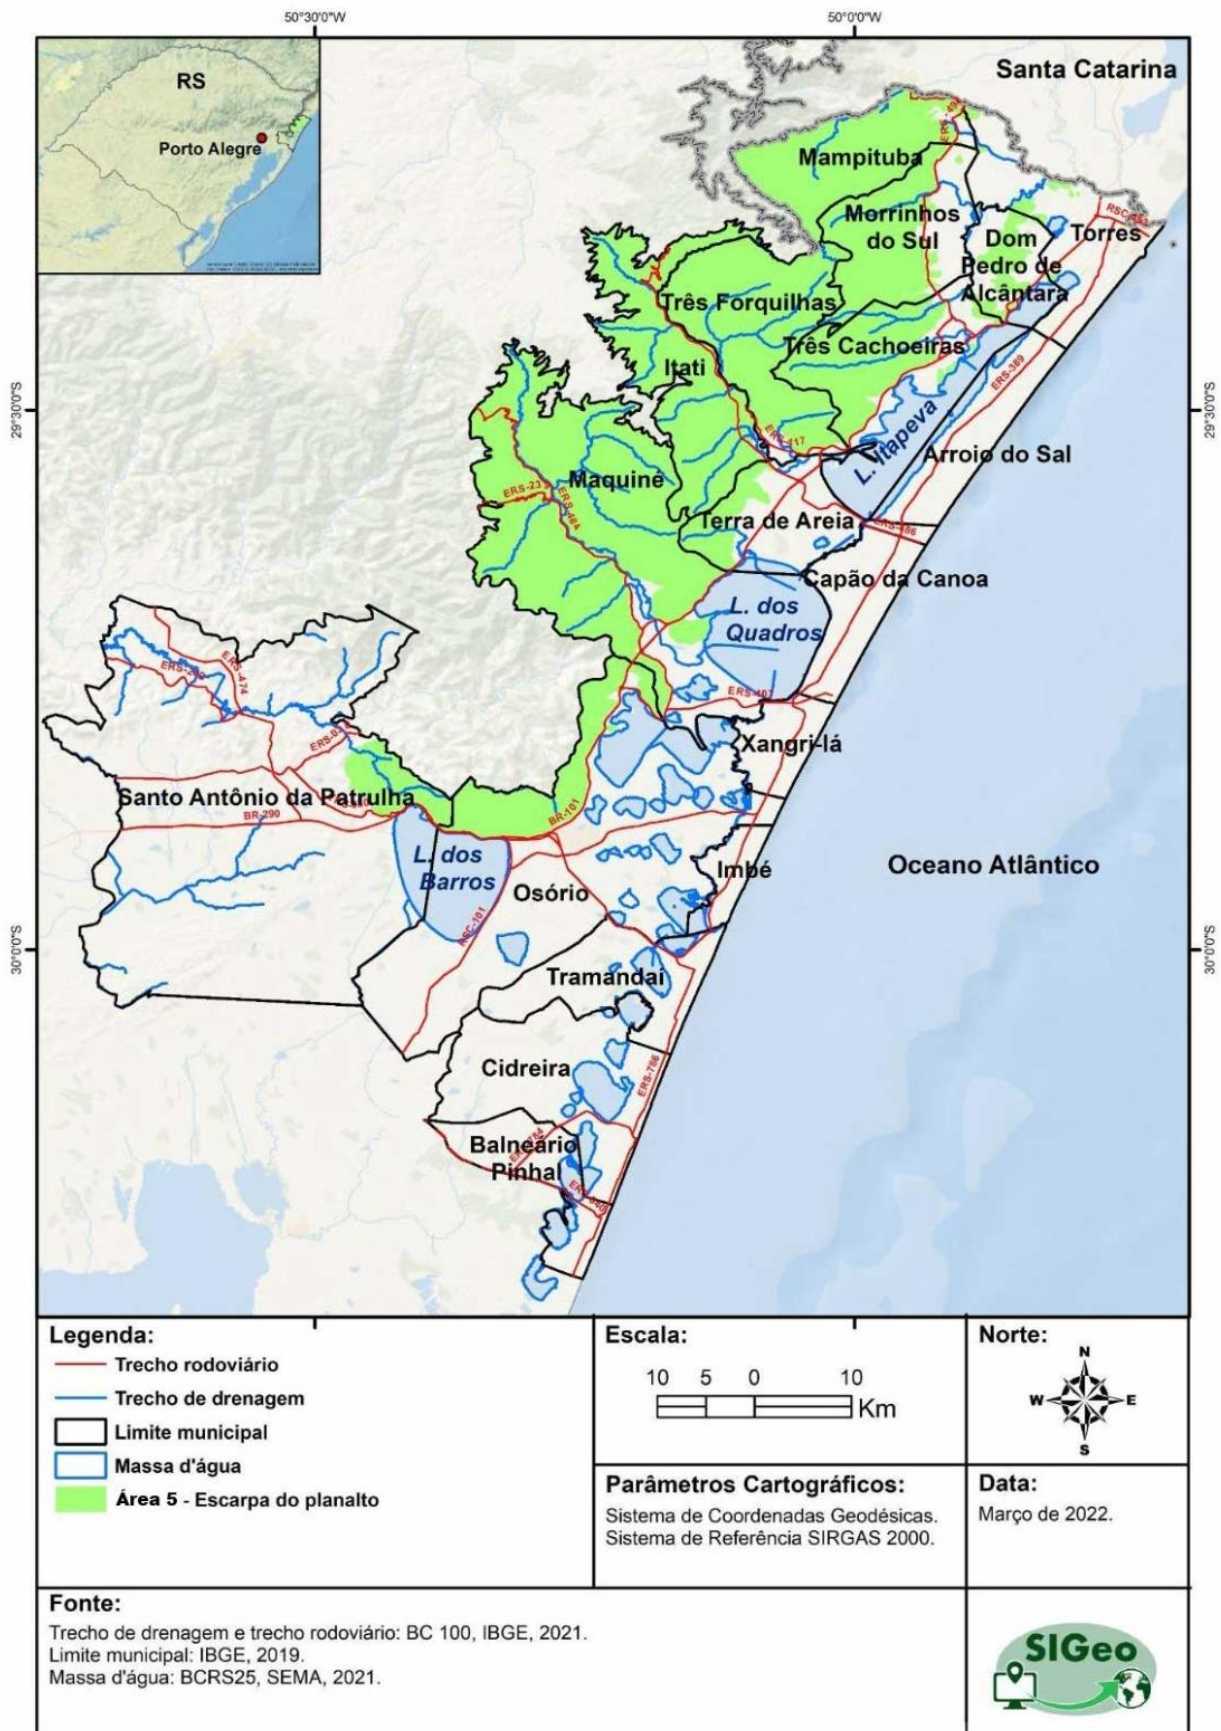 50°30'0"W
50°0'0"W
RS
Porto Alegre
Santa Catarina
Mampituba
Morrinhos
do Sul
Dom
Pedro de
Alcântara
Torres
Três Forquilhas
Três Cachoeiras
Itati
ERS-389
29°30'0"S
29°30'0"S
L. Itapeva
Arroio do Sal
Maquiné
ERS-484
Terra de Areia
Capão da Canoa
L. dos
Quadros
ERS-474
Xangri-lá
Santo Antônio da Patrulha
BR-290
BR-101
L. dos
Barros
Osório
Imbé
Oceano Atlântico
RSC-101
30°0'0"S
30°0'0"S
Tramandaí
Cidreira
ERS-786
Balneário
Pinhal
Legenda:
Trecho rodoviário
Trecho de drenagem
Limite municipal
Massa d'água
Área 5 - Escarpa do planalto
Escala:
10 5 0 10
Km
Norte:
N
W E
S
Parâmetros Cartográficos:
Sistema de Coordenadas Geodésicas.
Sistema de Referência SIRGAS 2000.
Data:
Março de 2022.
Fonte:
Trecho de drenagem e trecho rodoviário: BC 100, IBGE, 2021.
Limite municipal: IBGE, 2019.
Massa d'água: BCRS25, SEMA, 2021.
SIGeo